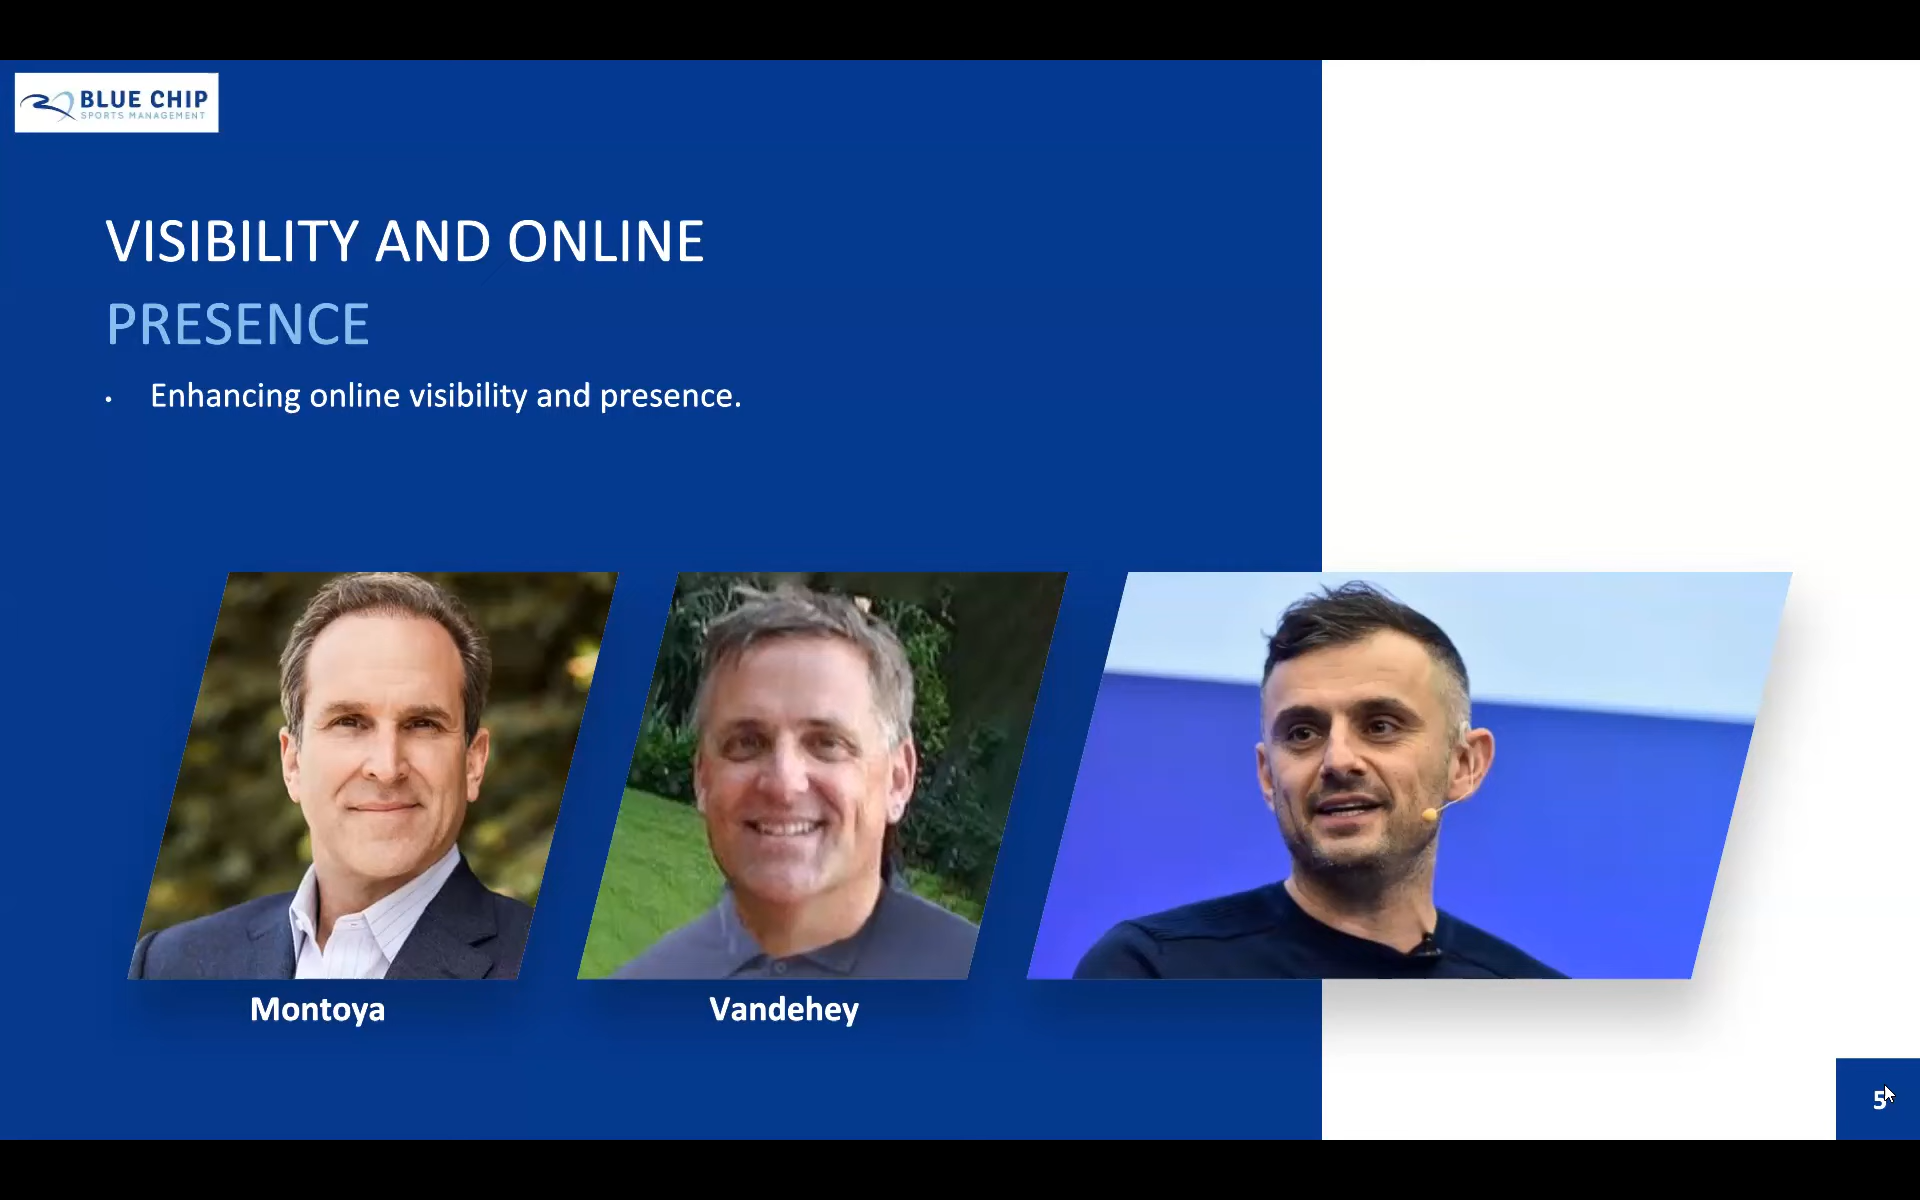 BLUE CHIP
SPORTS MANAGEMENT
VISIBILITY AND ONLINE
PRESENCE
• Enhancing online visibility and presence.
Montoya
Vandehey
5